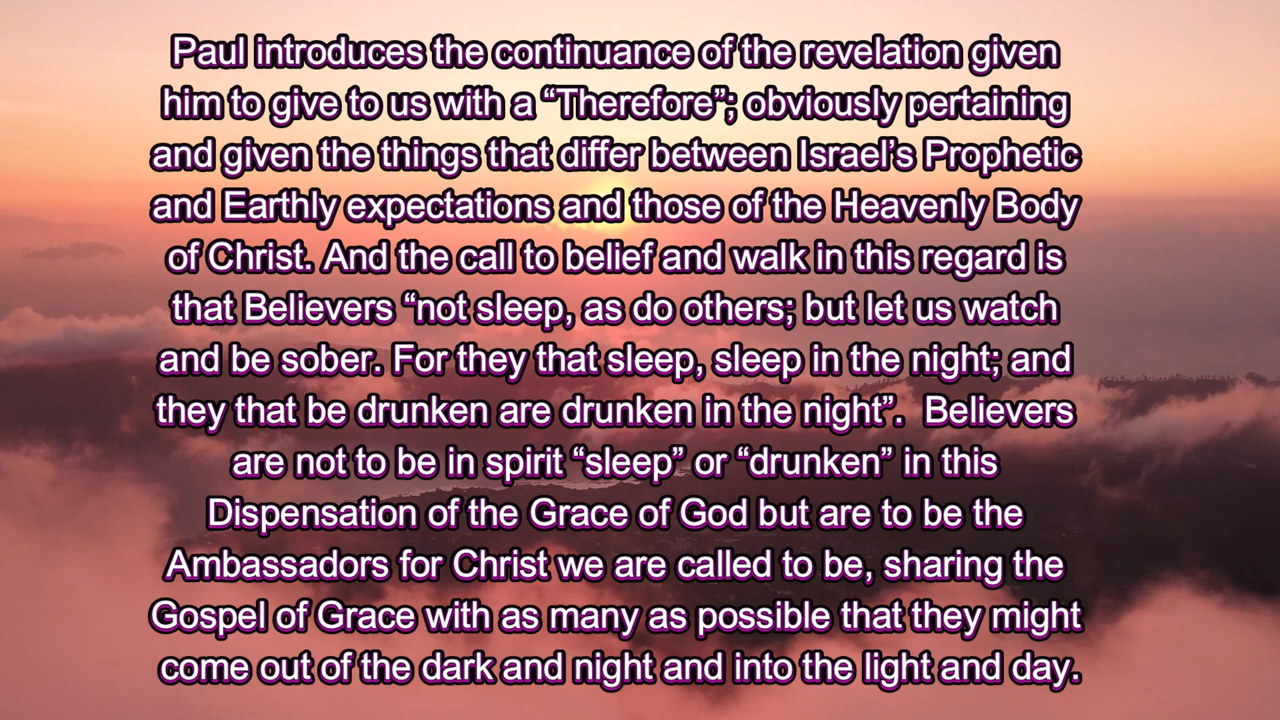 Paul introduces the continuance of the revelation given
him to give to us with a “Therefore”; obviously pertaining
and given the things that differ between Israel’s Prophetic
and Earthly expectations and those of the Heavenly Body
of Christ. And the call to belief and walk in this regard is
that Believers “not sleep, as do others; but let us watch
and be sober. For they that sleep, sleep in the night; and
they that be drunken are drunken in the night”.  Believers
are not to be in spirit “sleep” or “drunken” in this
Dispensation of the Grace of God but are to be the
Ambassadors for Christ we are called to be, sharing the
Gospel of Grace with as many as possible that they might
come out of the dark and night and into the light and day.